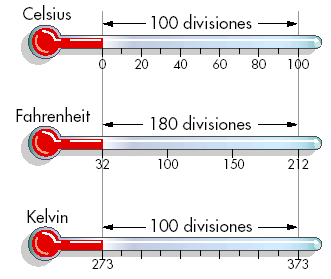 Celsius
100 divisiones
0 20 40 60 80 100
Fahrenheit
180 divisiones
32 100 150 212
Kelvin
100 divisiones
273 373